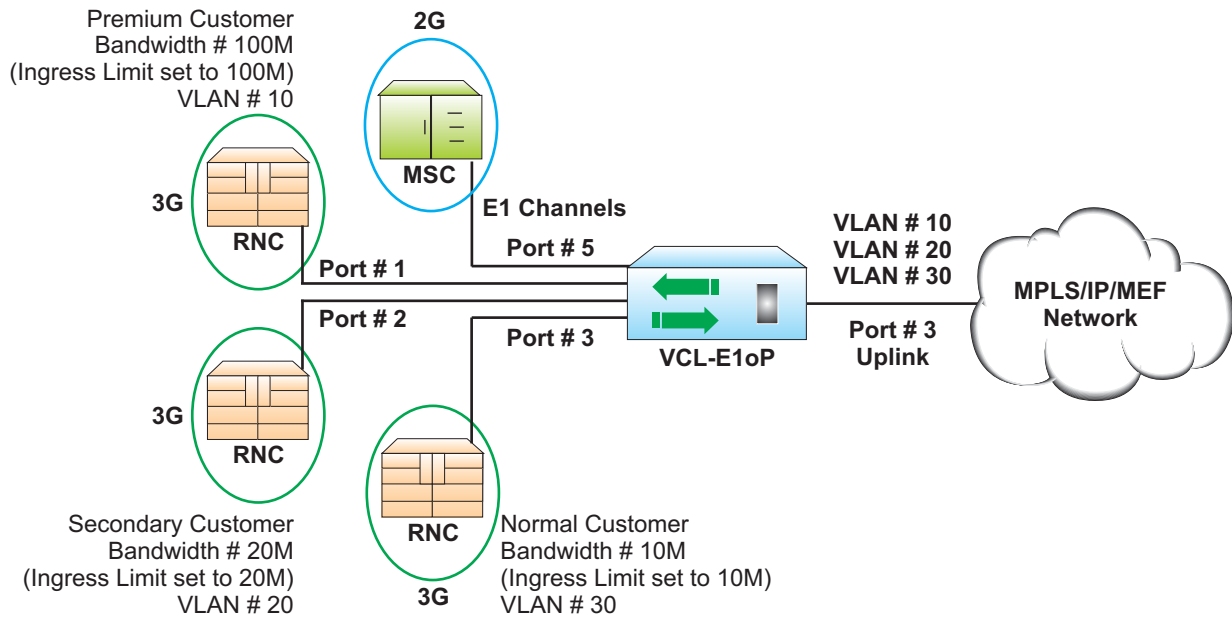 Premium Customer
Bandwidth # 100M
(Ingress Limit set to 100M)
VLAN # 10
3G
RNC
2G
MSC
E1 Channels
Port # 5
Port # 1
Port # 2
Port # 3
VCL-E1oP
VLAN # 10
VLAN # 20
VLAN # 30
Port # 3
Uplink
MPLS/IP/MEF
Network
3G
RNC
Secondary Customer
Bandwidth # 20M
(Ingress Limit set to 20M)
VLAN # 20
RNC
3G
Normal Customer
Bandwidth # 10M
(Ingress Limit set to 10M)
VLAN # 30